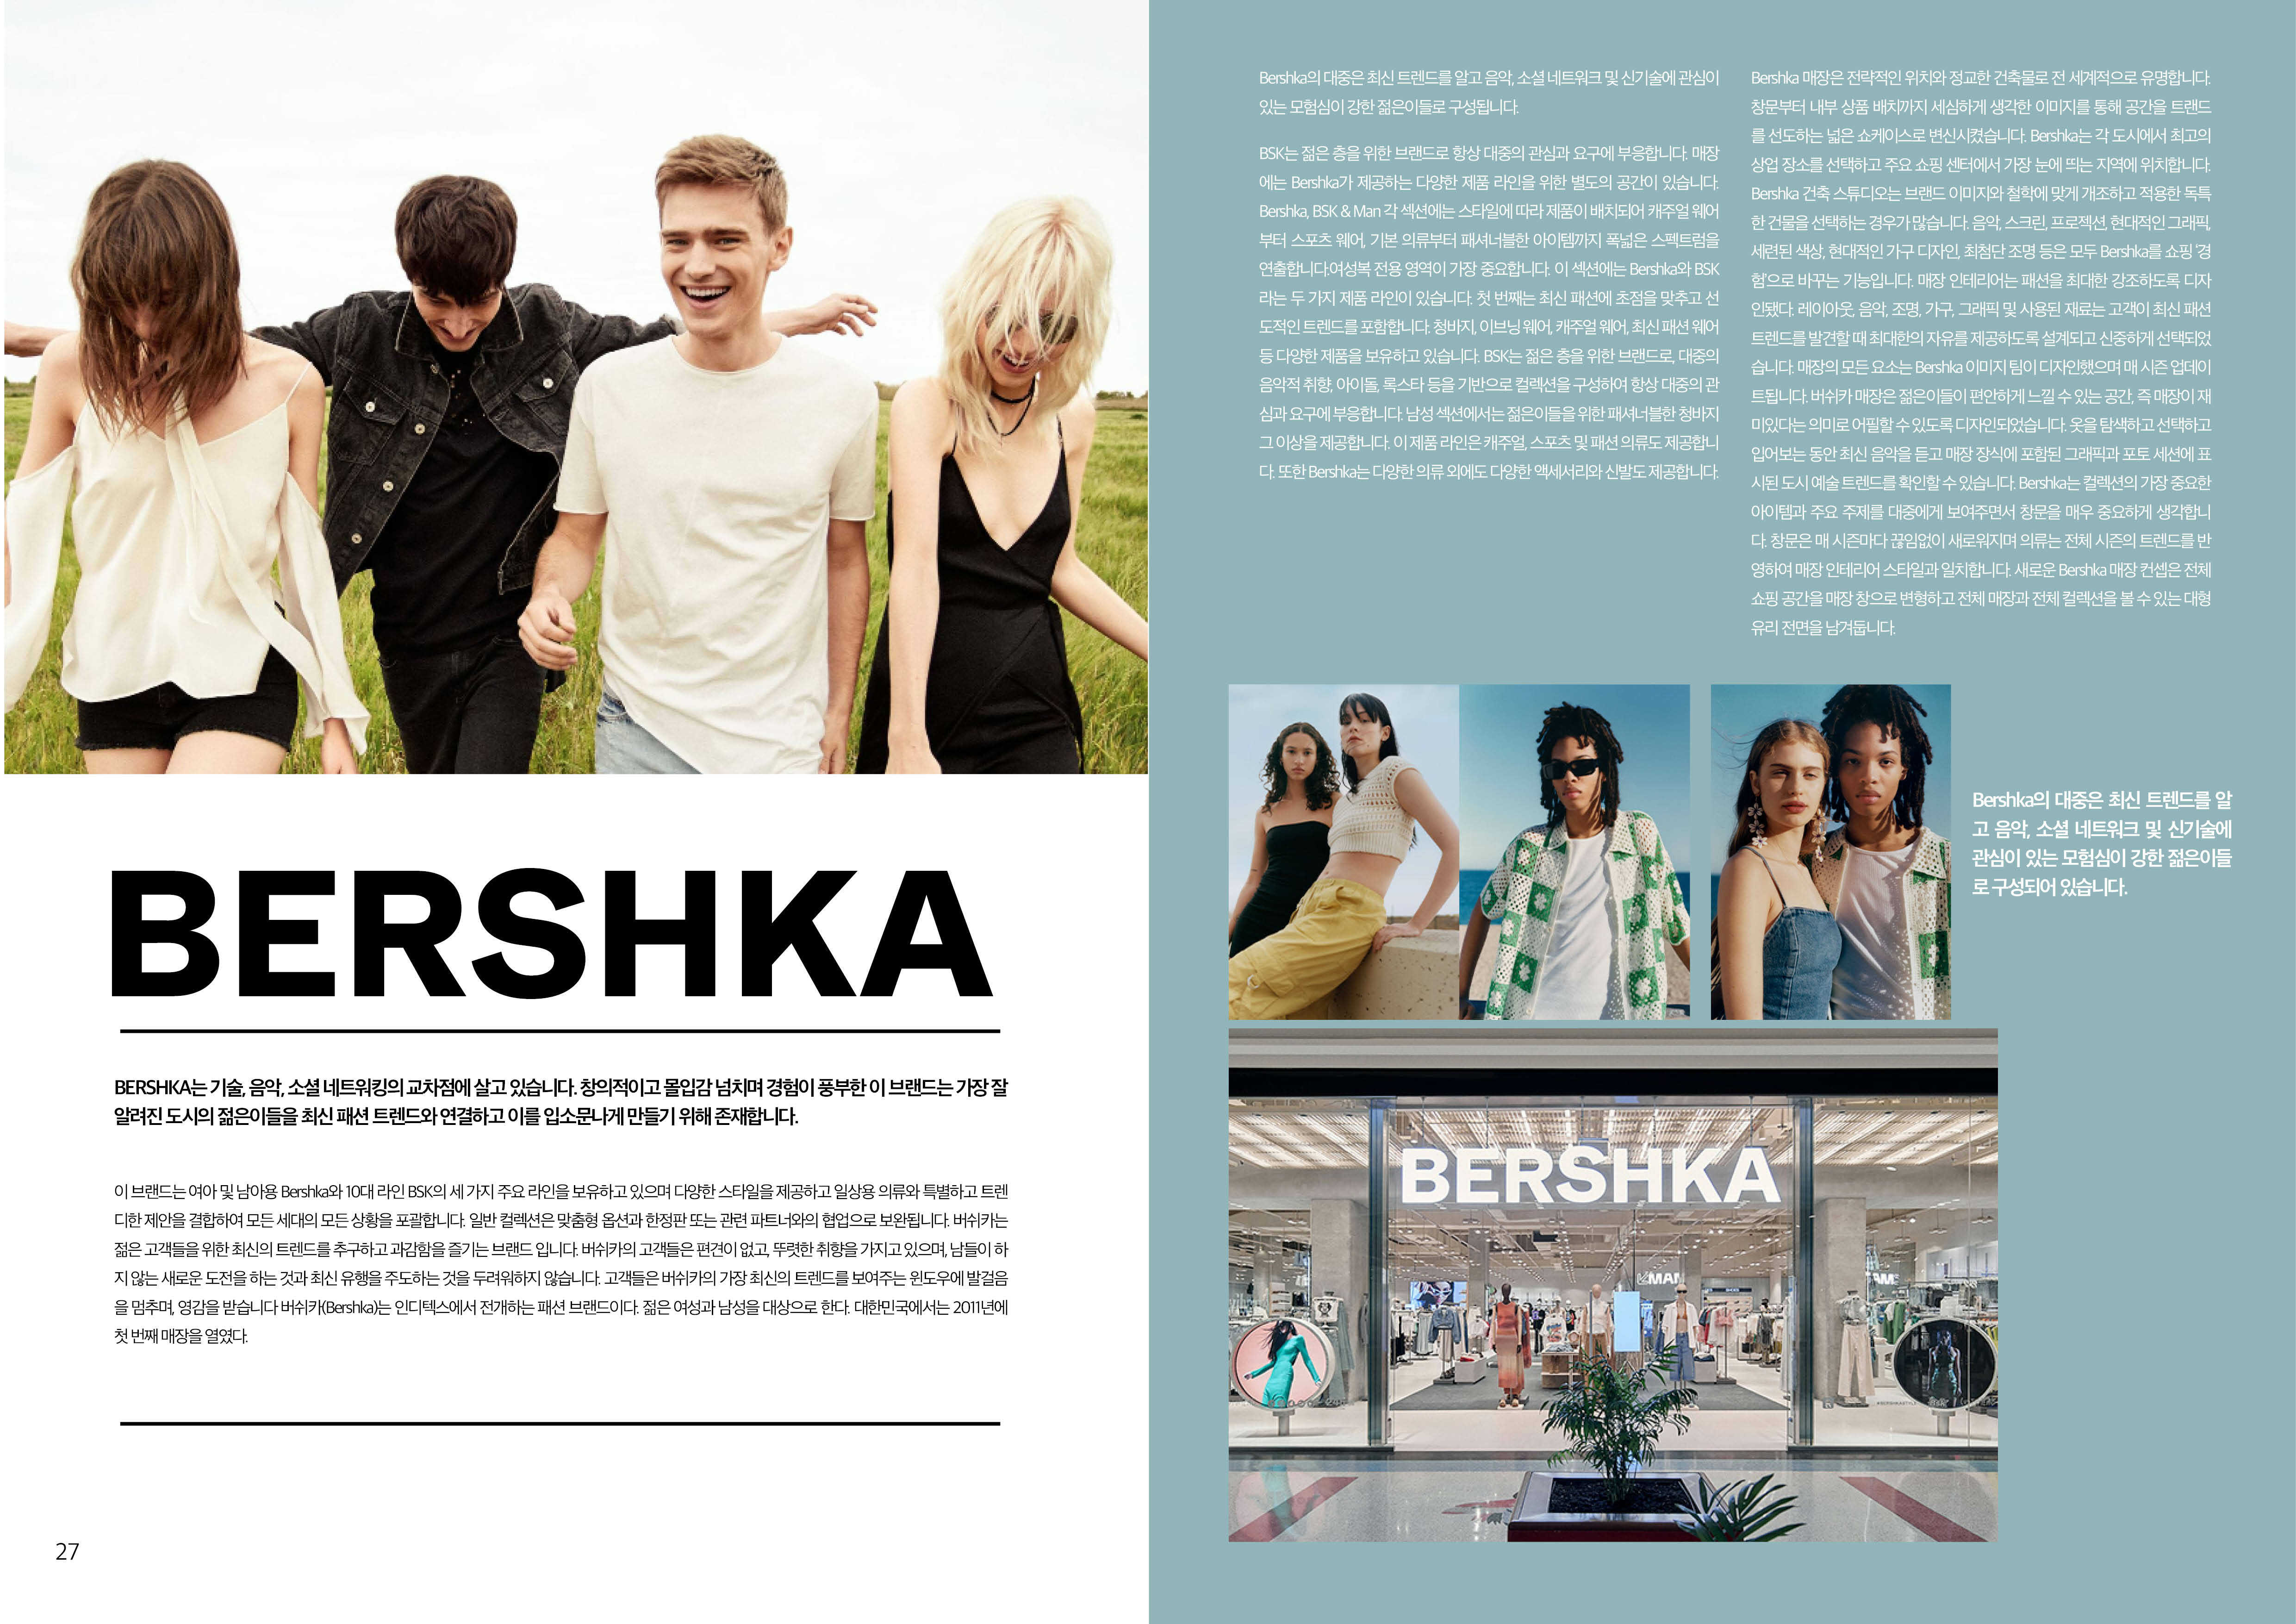 BERSHKA
BERSHKA는 기술, 음악, 소셜 네트워킹의 교차점에 살고 있습니다. 창의적이고 몰입감 넘치며 경험이 풍부한 이 브랜드는 가장 잘
알려진 도시의 젊은이들을 최신 패션 트렌드와 연결하고 이를 입소문나게 만들기 위해 존재합니다.
이 브랜드는 여아 및 남아용 Bershka와 10대 라인 BSK의 세 가지 주요 라인을 보유하고 있으며 다양한 스타일을 제공하고 일상용 의류와 특별하고 트렌
디한 제안을 결합하여 모든 세대의 모든 상황을 포괄합니다. 일반 컬렉션은 맞춤형 옵션과 한정판 또는 관련 파트너와의 협업으로 보완됩니다. 버쉬카는
젊은 고객들을 위한 최신의 트렌드를 추구하고 과감함을 즐기는 브랜드 입니다. 버쉬카의 고객들은 편견이 없고, 뚜렷한 취향을 가지고 있으며, 남들이 하
지 않는 새로운 도전을 하는 것과 최신 유행을 주도하는 것을 두려워하지 않습니다. 고객들은 버쉬카의 가장 최신의 트렌드를 보여주는 윈도우에 발걸음
을 멈추며, 영감을 받습니다 버쉬카(Bershka)는 인디텍스에서 전개하는 패션 브랜드이다. 젊은 여성과 남성을 대상으로 한다. 대한민국에서는 2011년에
첫 번째 매장을 열였다.
27
Bershka의 대중은 최신 트렌드를 알고 음악, 소셜 네트워크 및 신기술에 관심이
있는 모험심이 강한 젊은이들로 구성됩니다.
BSK는 젊은 층을 위한 브랜드로 항상 대중의 관심과 요구에 부응합니다. 매장
에는 Bershka가 제공하는 다양한 제품 라인을 위한 별도의 공간이 있습니다.
Bershka, BSK & Man 각 섹션에는 스타일에 따라 제품이 배치되어 캐주얼 웨어
부터 스포츠 웨어, 기본 의류부터 패셔너블한 아이템까지 폭넓은 스펙트럼을
연출합니다.여성복 전용 영역이 가장 중요합니다. 이 섹션에는 Bershka와 BSK
라는 두 가지 제품 라인이 있습니다. 첫 번째는 최신 패션에 초점을 맞추고 선
도적인 트렌드를 포함합니다. 청바지, 이브닝 웨어, 캐주얼 웨어, 최신 패션 웨어
등 다양한 제품을 보유하고 있습니다. BSK는 젊은 층을 위한 브랜드로, 대중의
음악적 취향, 아이돌, 록스타 등을 기반으로 컬렉션을 구성하여 항상 대중의 관
심과 요구에 부응합니다. 남성 섹션에서는 젊은이들을 위한 패셔너블한 청바지
그 이상을 제공합니다. 이 제품 라인은 캐주얼, 스포츠 및 패션 의류도 제공합니
다. 또한 Bershka는 다양한 의류 외에도 다양한 액세서리와 신발도 제공합니다.
Bershka 매장은 전략적인 위치와 정교한 건축물로 전 세계적으로 유명합니다.
창문부터 내부 상품 배치까지 세심하게 생각한 이미지를 통해 공간을 트랜드
를 선도하는 넓은 쇼케이스로 변신시켰습니다. Bershka는 각 도시에서 최고의
상업 장소를 선택하고 주요 쇼핑 센터에서 가장 눈에 띄는 지역에 위치합니다.
Bershka 건축 스튜디오는 브랜드 이미지와 철학에 맞게 개조하고 적용한 독특
한 건물을 선택하는 경우가 많습니다. 음악, 스크린, 프로젝션, 현대적인 그래픽,
세련된 색상, 현대적인 가구 디자인, 최첨단 조명 등은 모두 Bershka를 쇼핑 '경
험'으로 바꾸는 기능입니다. 매장 인테리어는 패션을 최대한 강조하도록 디자
인됐다. 레이아웃, 음악, 조명, 가구, 그래픽 및 사용된 재료는 고객이 최신 패션
트렌드를 발견할 때 최대한의 자유를 제공하도록 설계되고 신중하게 선택되었
습니다. 매장의 모든 요소는 Bershka 이미지 팀이 디자인했으며 매 시즌 업데이
트됩니다. 버쉬카 매장은 젊은이들이 편안하게 느낄 수 있는 공간, 즉 매장이 재
미있다는 의미로 어필할 수 있도록 디자인되었습니다. 옷을 탐색하고 선택하고
입어보는 동안 최신 음악을 듣고 매장 장식에 포함된 그래픽과 포토 세션에 표
시된 도시 예술 트렌드를 확인할 수 있습니다. Bershka는 컬렉션의 가장 중요한
아이템과 주요 주제를 대중에게 보여주면서 창문을 매우 중요하게 생각합니
다. 창문은 매 시즌마다 끊임없이 새로워지며 의류는 전체 시즌의 트렌드를 반
영하여 매장 인테리어 스타일과 일치합니다. 새로운 Bershka 매장 컨셉은 전체
쇼핑 공간을 매장 창으로 변형하고 전체 매장과 전체 컬렉션을 볼 수 있는 대형
유리 전면을 남겨둡니다.
Bershka의 대중은 최신 트렌드를 알
고 음악, 소셜 네트워크 및 신기술에
관심이 있는 모험심이 강한 젊은이들
로 구성되어 있습니다.
BERSHKA
MAN